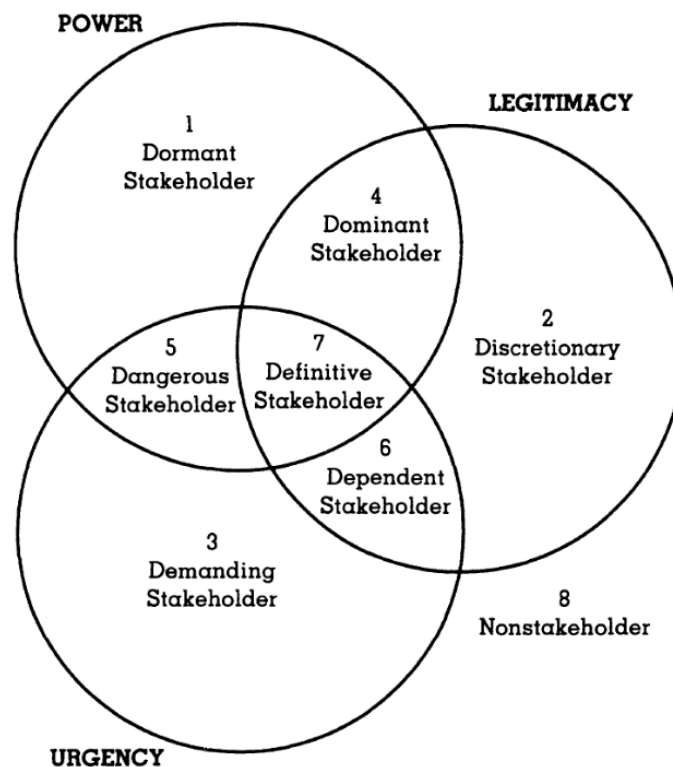 POWER
LEGITIMACY
1
Dormant
Stakeholder
4
Dominant
Stakeholder
2
Discretionary
Stakeholder
5
Dangerous
Stakeholder
7
Definitive
Stakeholder
6
Dependent
Stakeholder
3
Demanding
Stakeholder
8
Nonstakeholder
URGENCY